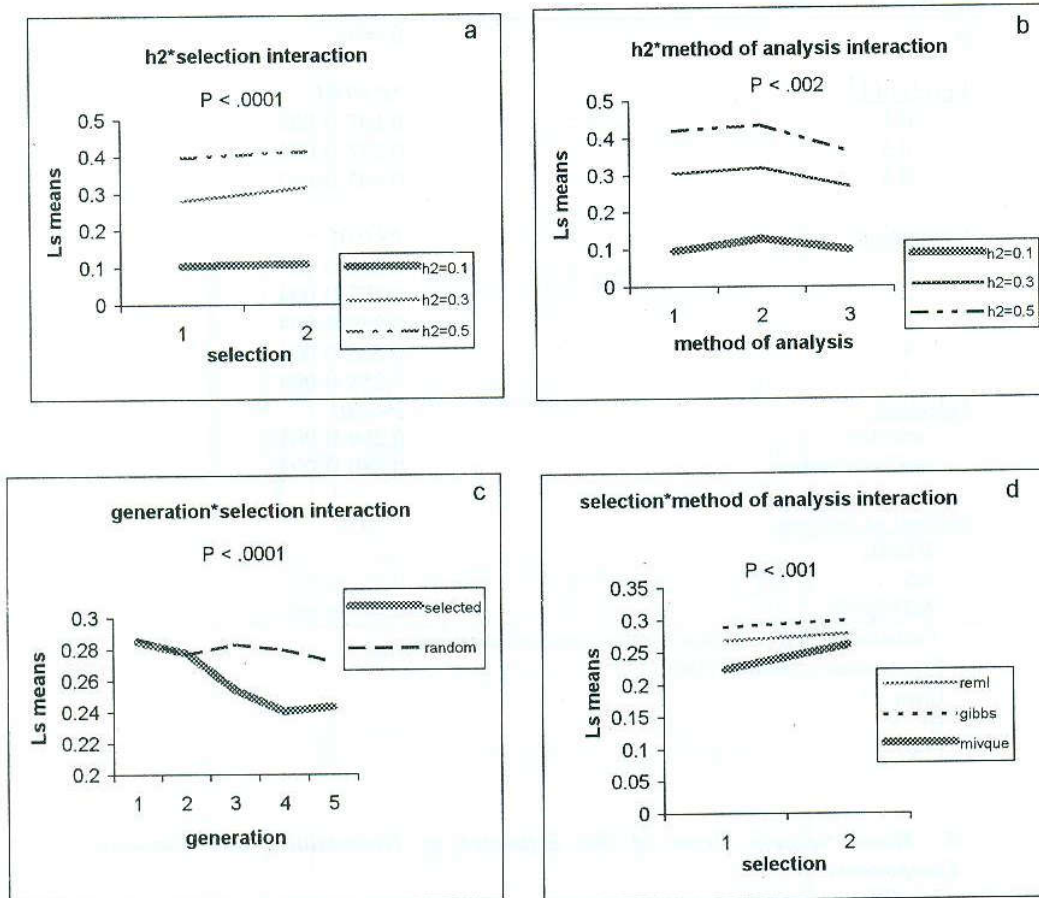 a
h2*selection interaction
P < .0001
Ls means
0.5
0.4
0.3
0.2
0.1
0
1 2
selection
h2=0.1
h2=0.3
h2=0.5
b
h2*method of analysis interaction
P < .002
Ls means
0.5
0.4
0.3
0.2
0.1
0
1 2 3
method of analysis
h2=0.1
h2=0.3
h2=0.5
c
generation*selection interaction
P < .0001
Ls means
0.3
0.28
0.26
0.24
0.22
0.2
1 2 3 4 5
generation
selected
random
d
selection*method of analysis interaction
P < .001
Ls means
0.35
0.3
0.25
0.2
0.15
0.1
0.05
0
1 2
selection
reml
gibbs
mivque